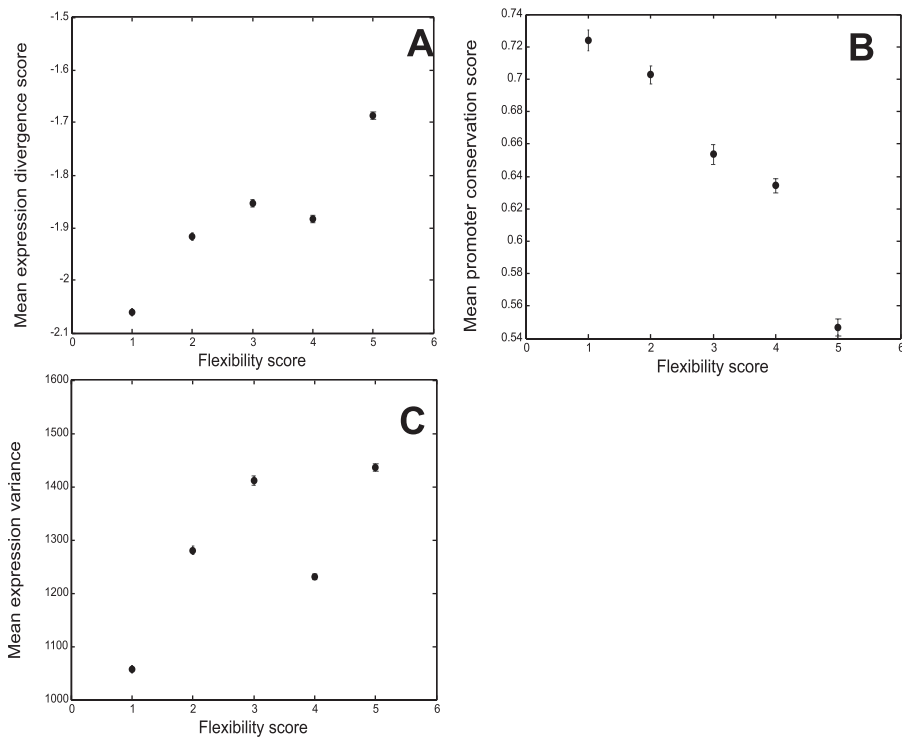 A
Mean expression divergence score
-1.5
-1.6
-1.7
-1.8
-1.9
-2
-2.1
0 1 2 3 4 5 6
Flexibility score
B
Mean promoter conservation score
0.74
0.72
0.7
0.68
0.66
0.64
0.62
0.6
0.58
0.56
0.54
0 1 2 3 4 5 6
Flexibility score
C
Mean expression variance
1600
1500
1400
1300
1200
1100
1000
0 1 2 3 4 5 6
Flexibility score